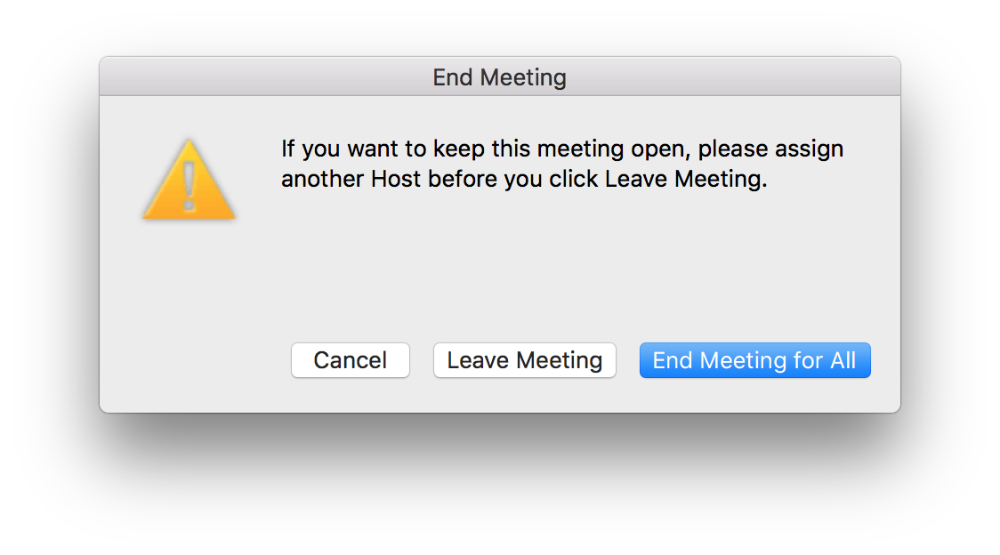 End Meeting
If you want to keep this meeting open, please assign
another Host before you click Leave Meeting.
Cancel
Leave Meeting
End Meeting for All